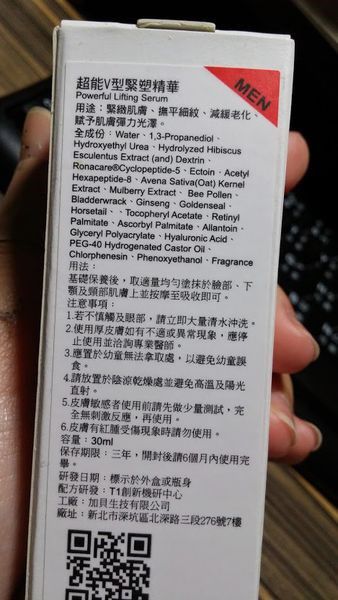 超能V型緊塑精華
Powerful Lifting Serum
MEN
用途：緊緻肌膚、撫平細紋、減緩老化、
賦予肌膚彈力光澤。
全成份：Water、1,3-Propanediol、
Hydroxyethyl Urea、Hydrolyzed Hibiscus
Esculentus Extract (and) Dextrin、
Ronacare®Cyclopeptide-5、Ectoin、Acetyl
Hexapeptide-8、Avena Sativa(Oat) Kernel
Extract、Mulberry Extract、 Bee Pollen、
Bladderwrack、Ginseng、Goldenseal、
Horsetail、、Tocopheryl Acetate、Retinyl
Palmitate、Ascorbyl Palmitate、Allantoin、
Glyceryl Polyacrylate、Hyaluronic Acid、
PEG-40 Hydrogenated Castor Oil、
Chlorphenesin、Phenoxyethanol、Fragrance
用法：
基礎保養後，取適量均勻塗抹於臉部、下
顎及頸部肌膚上並按摩至吸收即可。
注意事項：
1.若不慎觸及眼部，請立即大量清水沖洗。
2.使用厚皮膚如有不適或異常現象，應停
止使用並洽詢專業醫師。
3.應置於幼童無法拿取處，以避免幼童誤
食。
4.請放置於陰涼乾燥處並避免高溫及陽光
直射。
5.皮膚敏感者使用前請先做少量測試，完
全無刺激反應，再使用。
6.皮膚有紅腫受傷現象時請勿使用。
容量：30ml
保存期限：三年，開封後請6個月內使用完
畢。
研發日期：標示於外盒或瓶身
配方研發：T1創新機研中心
工廠：加貝生技有限公司
廠址：新北市深坑區北深路三段276號7樓